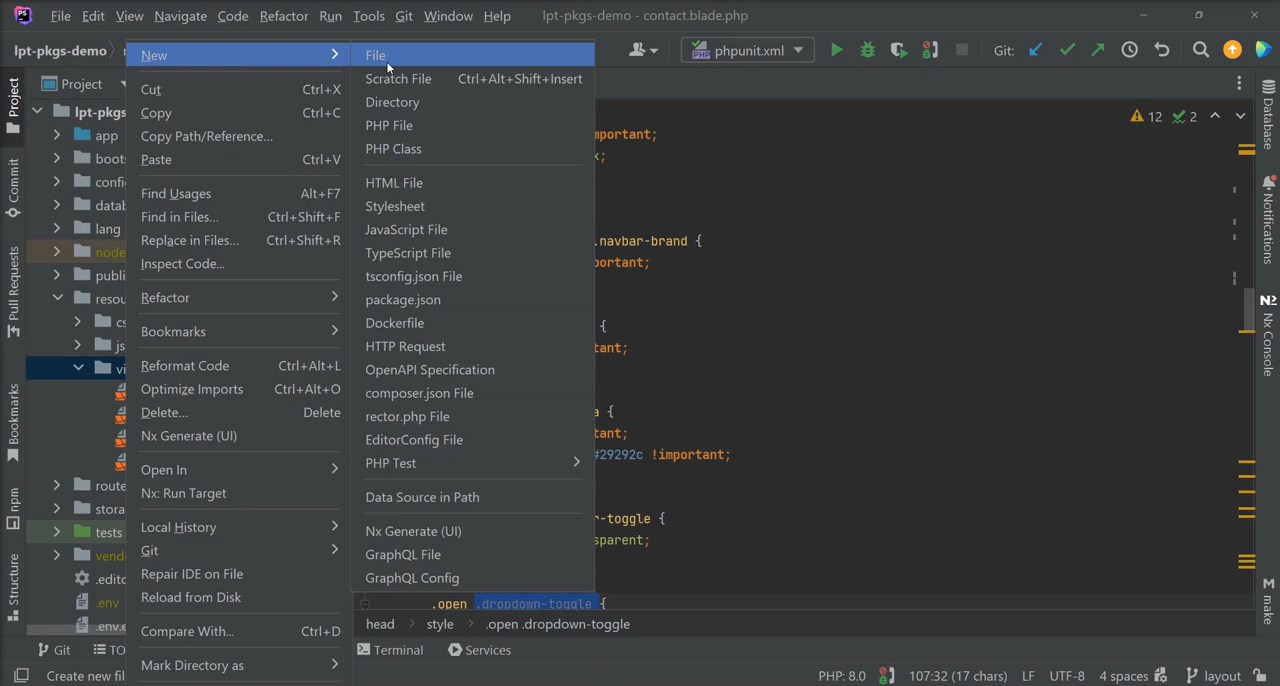 PS File Edit View Navigate Code Refactor Run Tools Git Window Help lpt-pkgs-demo - contact.blade.php
lpt-pkgs-demo phpunit.xml Git:
Project
lpt-pkgs
app
boots
confi
datab
lang
node
publi
resou
cs
js
vi
route
stora
tests
vend
.edito
.env
.env.e
New
Cut Ctrl+X
Copy Ctrl+C
Copy Path/Reference...
Paste Ctrl+V
Find Usages Alt+F7
Find in Files... Ctrl+Shift+F
Replace in Files... Ctrl+Shift+R
Inspect Code...
Refactor
Bookmarks
Reformat Code Ctrl+Alt+L
Optimize Imports Ctrl+Alt+O
Delete... Delete
Nx Generate (UI)
Open In
Nx: Run Target
Local History
Git
Repair IDE on File
Reload from Disk
Compare With... Ctrl+D
Mark Directory as
File
Scratch File Ctrl+Alt+Shift+Insert
Directory
PHP File
PHP Class
HTML File
Stylesheet
JavaScript File
TypeScript File
tsconfig.json File
package.json
Dockerfile
HTTP Request
OpenAPI Specification
composer.json File
rector.php File
EditorConfig File
PHP Test
Data Source in Path
Nx Generate (UI)
GraphQL File
GraphQL Config
12 2
mportant;
x;
.navbar-brand {
portant;
{
tant;
a {
tant;
#29292c !important;
r-toggle {
sparent;
.open .dropdown-toggle {
head style .open .dropdown-toggle
Project
Commit
Pull Requests
Bookmarks
npm
Structure
Database
Notifications
Nx Console
M make
Git TO Terminal Services
Create new fil PHP: 8.0 107:32 (17 chars) LF UTF-8 4 spaces layout